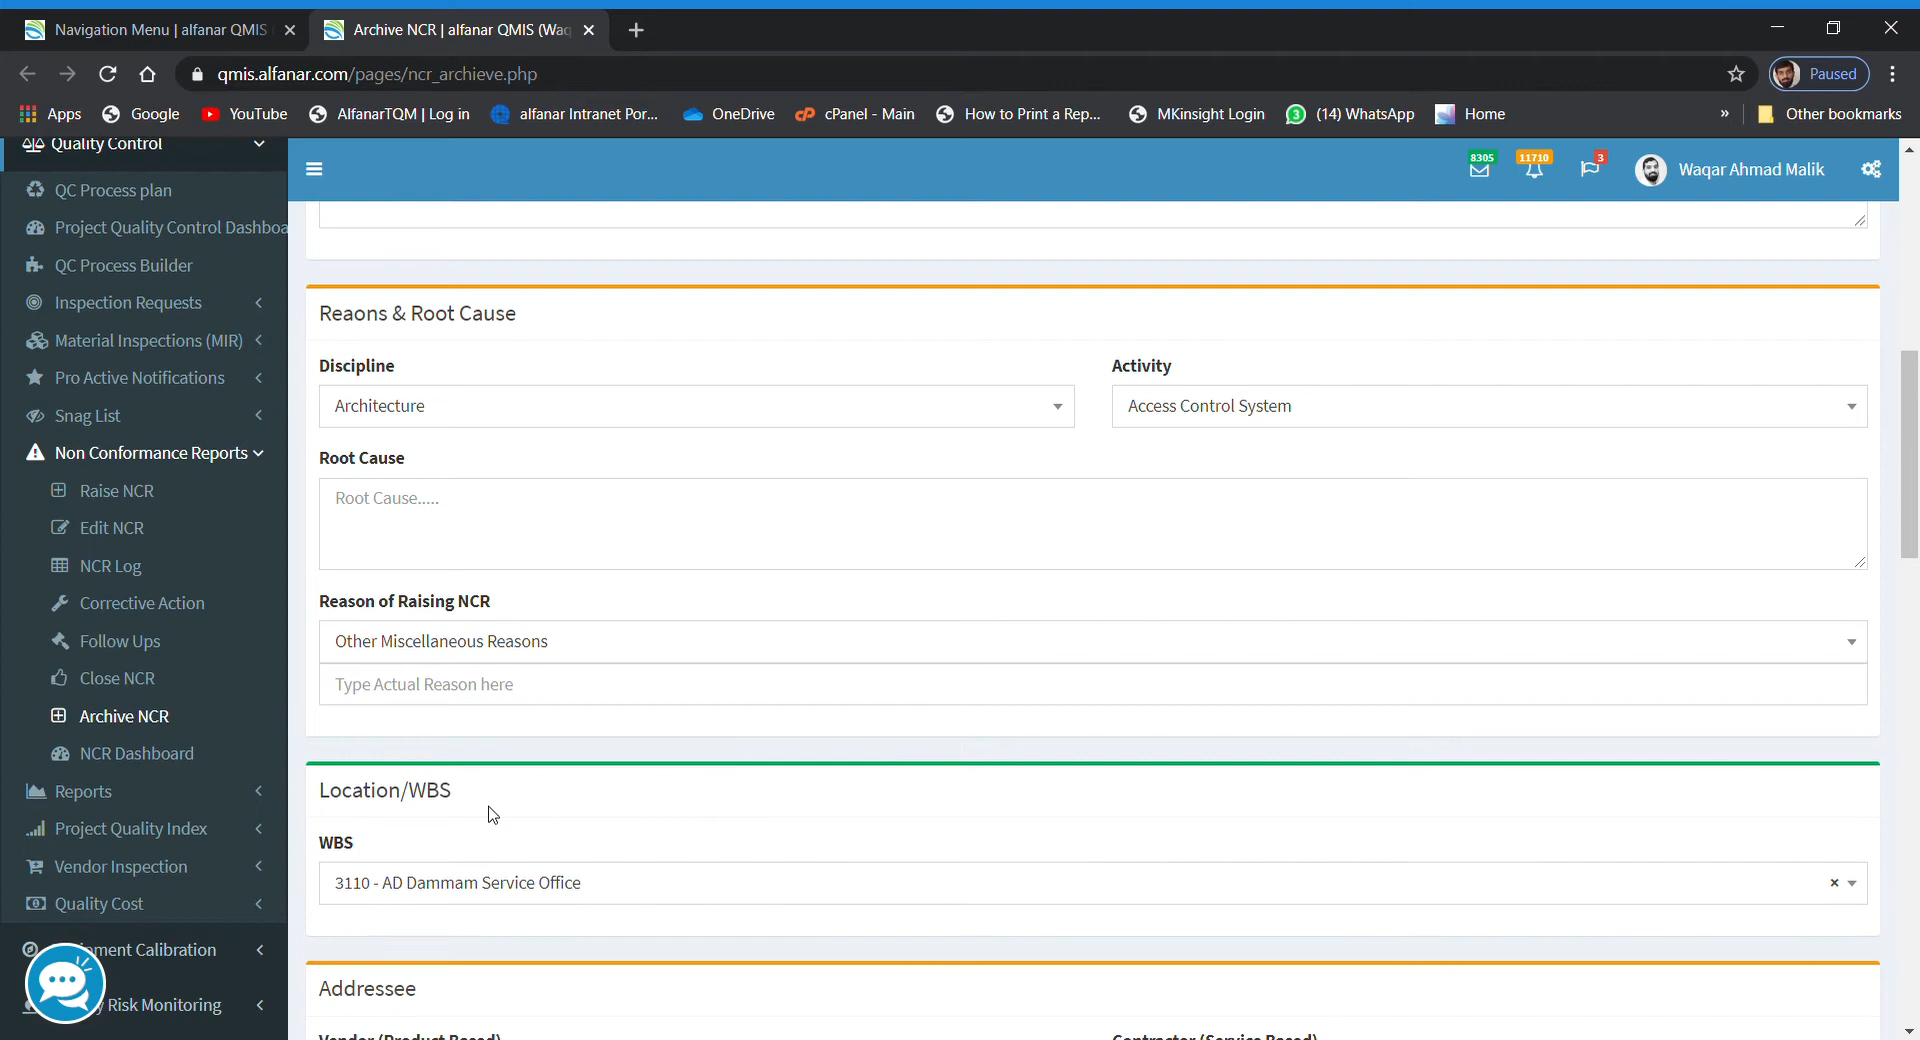 Navigation Menu | alfanar QMIS
Archive NCR | alfanar QMIS (Waq
qmis.alfanar.com/pages/ncr_archieve.php
Paused
Apps
Google
YouTube
AlfanarTQM | Log in
alfanar Intranet Por...
OneDrive
cPanel - Main
How to Print a Rep...
MKinsight Login
(14) WhatsApp
Home
»
Other bookmarks
Quality Control
QC Process plan
Project Quality Control Dashboa
QC Process Builder
Inspection Requests
Material Inspections (MIR)
Pro Active Notifications
Snag List
Non Conformance Reports
Raise NCR
Edit NCR
NCR Log
Corrective Action
Follow Ups
Close NCR
Archive NCR
NCR Dashboard
Reports
Project Quality Index
Vendor Inspection
Quality Cost
ment Calibration
y Risk Monitoring
8305
11710
3
Waqar Ahmad Malik
Reaons & Root Cause
Discipline
Activity
Architecture
Access Control System
Root Cause
Root Cause.....
Reason of Raising NCR
Other Miscellaneous Reasons
Type Actual Reason here
Location/WBS
WBS
3110 - AD Dammam Service Office
×
Addressee
Vendor (Product Based)
Contractor (Service Based)